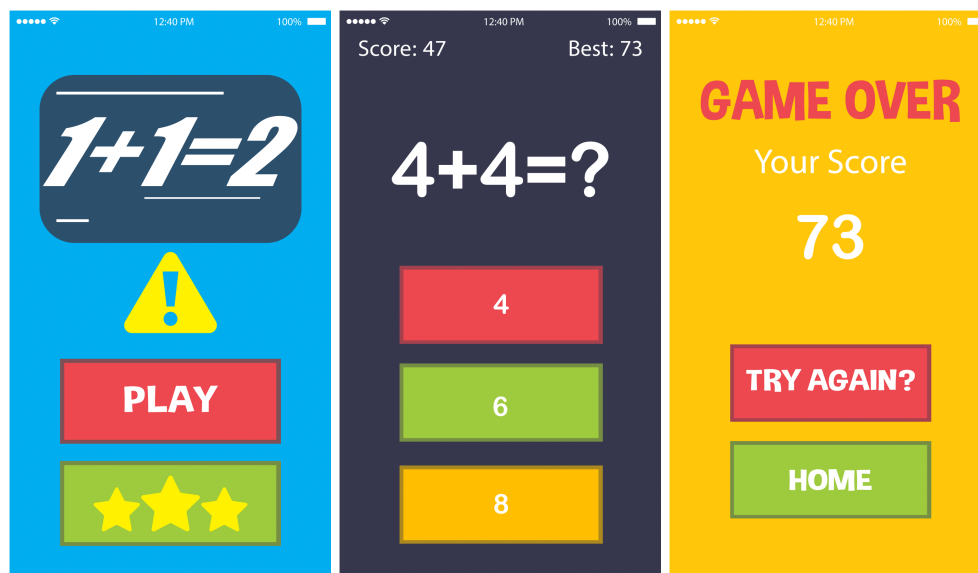 12:40 PM 100%
1+1=2
!
PLAY
12:40 PM 100%
Score: 47 Best: 73
4+4=?
4
6
8
12:40 PM 100%
GAME OVER
Your Score
73
TRY AGAIN?
HOME